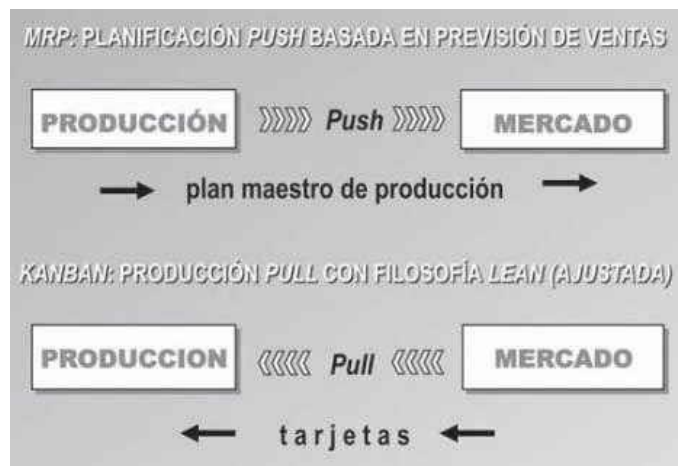 MRP: PLANIFICACIÓN PUSH BASADA EN PREVISIÓN DE VENTAS
PRODUCCIÓN Push MERCADO
plan maestro de producción
KANBAN: PRODUCCIÓN PULL CON FILOSOFÍA LEAN (AJUSTADA)
PRODUCCION Pull MERCADO
tarjetas